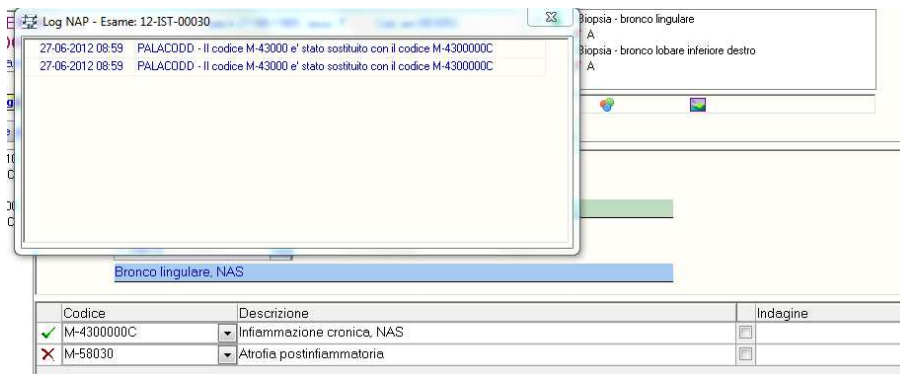 Log NAP - Esame: 12-IST-00030
27-06-2012 08:59 PALACODD - Il codice M-43000 e' stato sostituito con il codice M-4300000C
27-06-2012 08:59 PALACODD - Il codice M-43000 e' stato sostituito con il codice M-4300000C
Biopsia - bronco lingulare
A
Biopsia - bronco lobare inferiore destro
A
Bronco lingulare, NAS
Codice Descrizione Indagine
M-4300000C Infiammazione cronica, NAS
M-58030 Atrofia postinfiammatoria